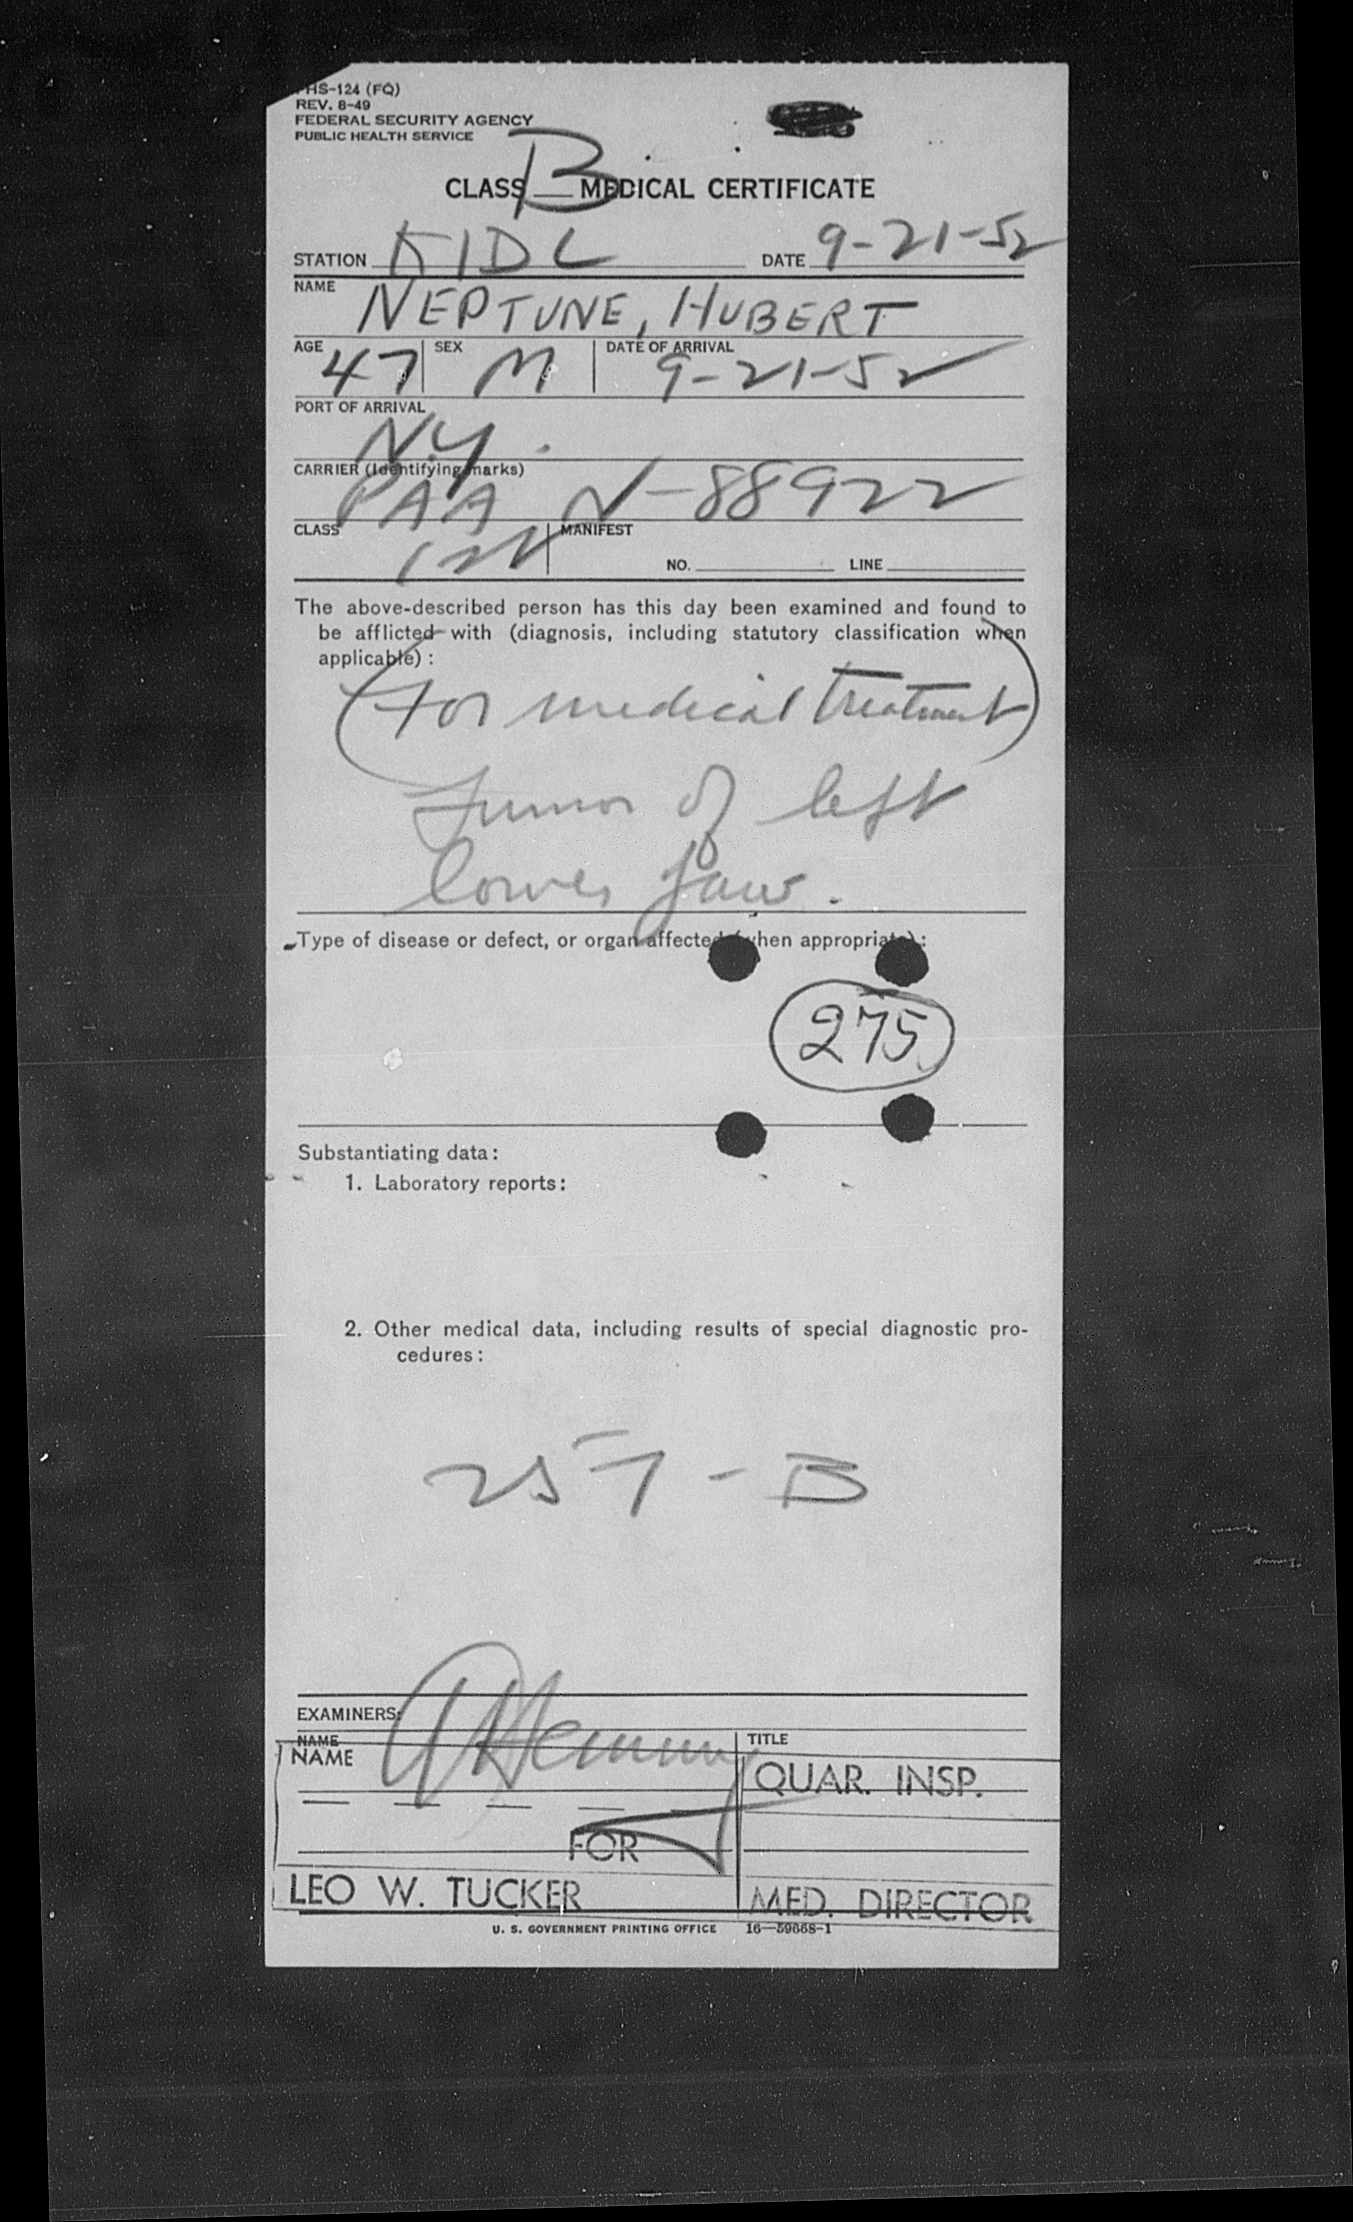 PHS-124 (FQ)
REV. 8-49
FEDERAL SECURITY AGENCY
PUBLIC HEALTH SERVICE
CLASS B MEDICAL CERTIFICATE
STATION KIDL DATE 9-21-52
NAME NEPTUNE, HUBERT
AGE 47 SEX M DATE OF ARRIVAL 9-21-52
PORT OF ARRIVAL N.Y.
CARRIER (Identifying marks) PAA N-88922
CLASS MANIFEST
NO. LINE
The above-described person has this day been examined and found to
be afflicted with (diagnosis, including statutory classification when
applicable):
(For medical treatment)
Tumor of left
lower jaw.
Type of disease or defect, or organ affected (when appropriate):
275
Substantiating data:
1. Laboratory reports:
2. Other medical data, including results of special diagnostic pro-
cedures:
257-B
EXAMINERS:
NAME TITLE
NAME QUAR. INSP.
FOR
LEO W. TUCKER MED. DIRECTOR
U. S. GOVERNMENT PRINTING OFFICE 16—59668-1